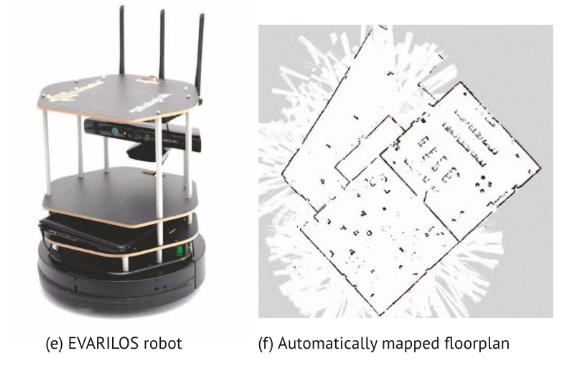 (e) EVARILOS robot
(f) Automatically mapped floorplan